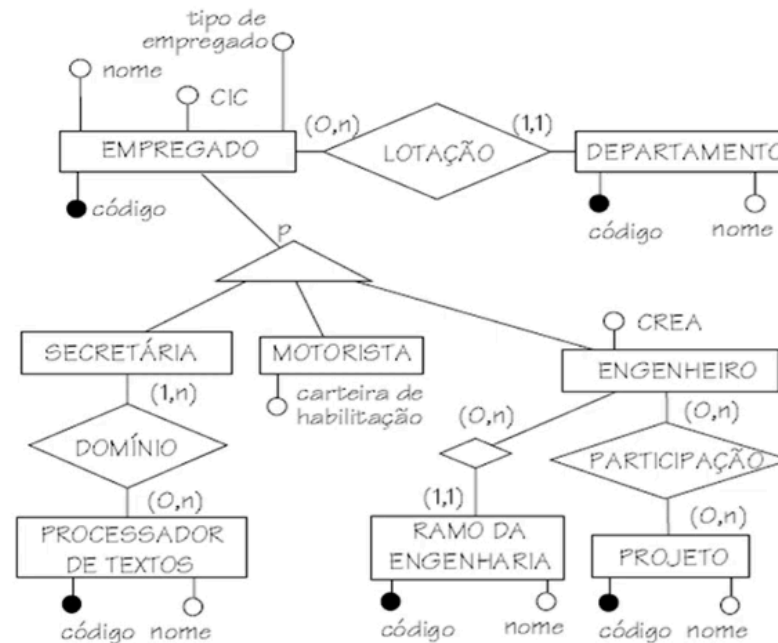 tipo de
empregado
nome
CIC
(0,n)
(1,1)
EMPREGADO
LOTAÇÃO
DEPARTAMENTO
código
código
nome
p
CREA
SECRETÁRIA
MOTORISTA
ENGENHEIRO
(1,n)
carteira de
habilitação
(0,n)
(0,n)
DOMÍNIO
PARTICIPAÇÃO
(0,n)
(1,1)
(0,n)
PROCESSADOR
DE TEXTOS
RAMO DA
ENGENHARIA
PROJETO
código
nome
código
nome
código
nome